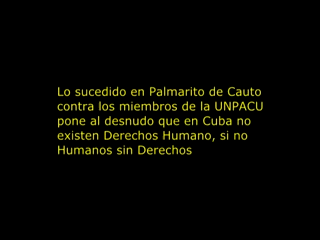 Lo sucedido en Palmarito de Cauto
contra los miembros de la UNPACU
pone al desnudo que en Cuba no
existen Derechos Humano, si no
Humanos sin Derechos